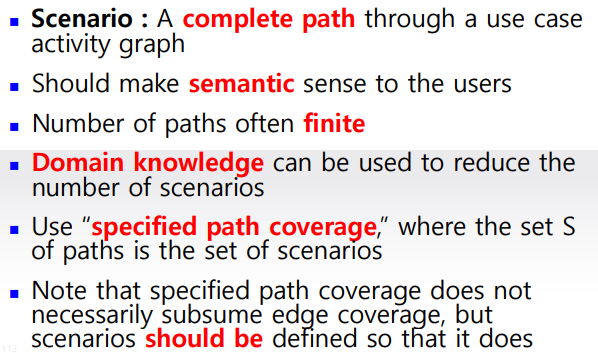 ▪ Scenario : A complete path through a use case
activity graph
▪ Should make semantic sense to the users
▪ Number of paths often finite
▪ Domain knowledge can be used to reduce the
number of scenarios
▪ Use “specified path coverage,“ where the set S
of paths is the set of scenarios
▪ Note that specified path coverage does not
necessarily subsume edge coverage, but
scenarios should be defined so that it does